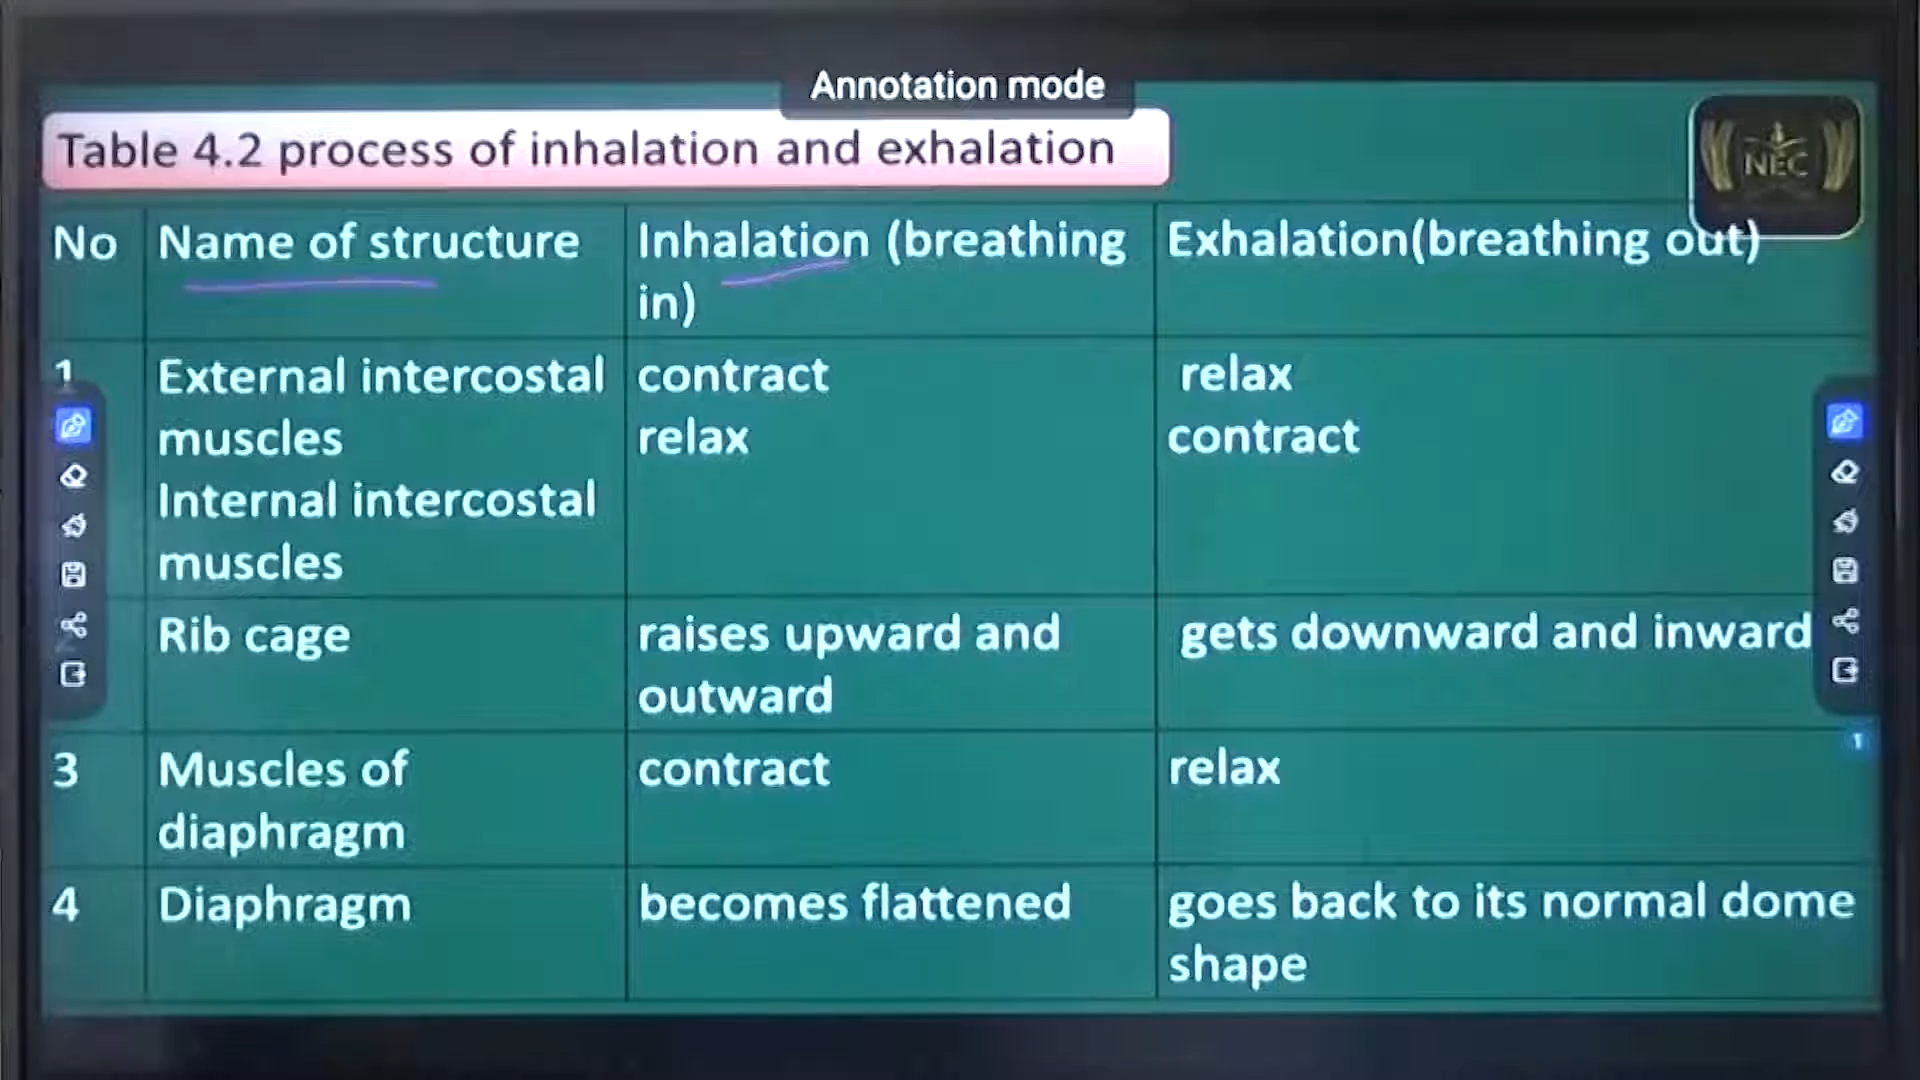 Annotation mode
Table 4.2 process of inhalation and exhalation
NEC
No
Name of structure
Inhalation (breathing
in)
Exhalation(breathing out)
1
External intercostal
muscles
Internal intercostal
muscles
contract
relax
relax
contract
Rib cage
raises upward and
outward
gets downward and inward
3
Muscles of
diaphragm
contract
relax
1
4
Diaphragm
becomes flattened
goes back to its normal dome
shape